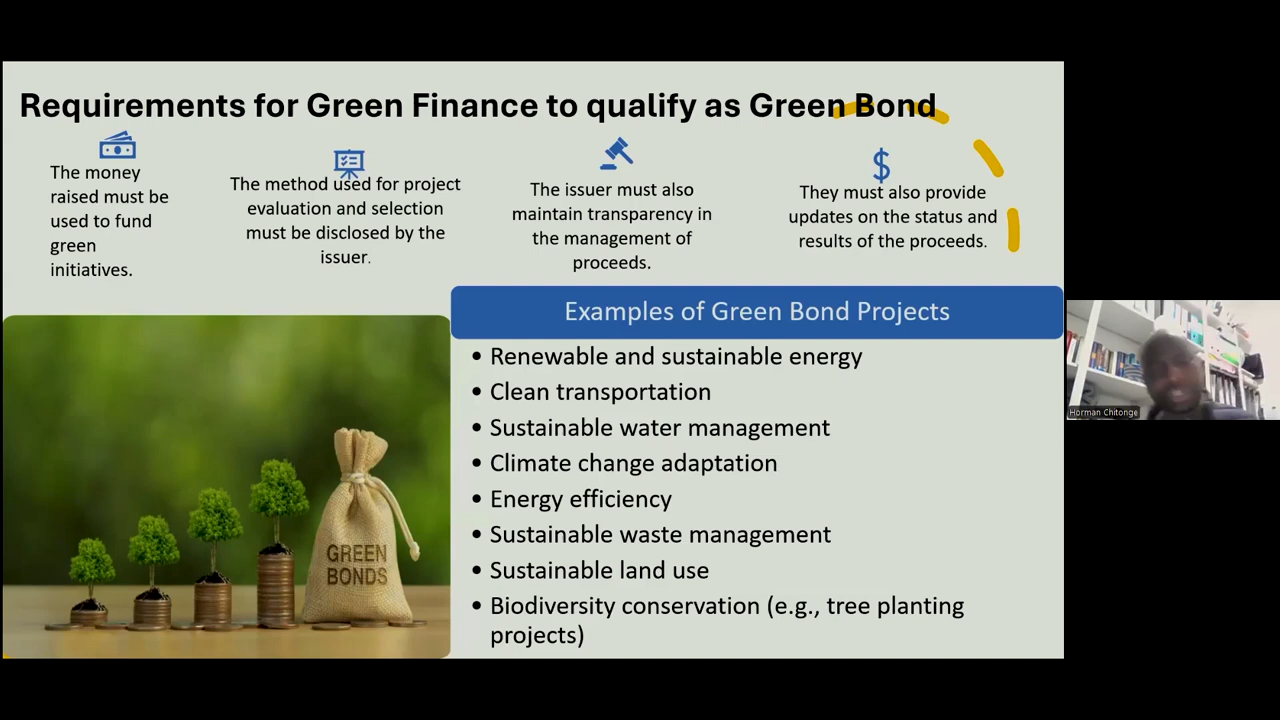 Requirements for Green Finance to qualify as Green Bond
The money
raised must be
used to fund
green
initiatives.
The method used for project
evaluation and selection
must be disclosed by the
issuer.
The issuer must also
maintain transparency in
the management of
proceeds.
They must also provide
updates on the status and
results of the proceeds.
Examples of Green Bond Projects
• Renewable and sustainable energy
• Clean transportation
• Sustainable water management
• Climate change adaptation
• Energy efficiency
• Sustainable waste management
• Sustainable land use
• Biodiversity conservation (e.g., tree planting
projects)
GREEN
BONDS
Horman Chitonge